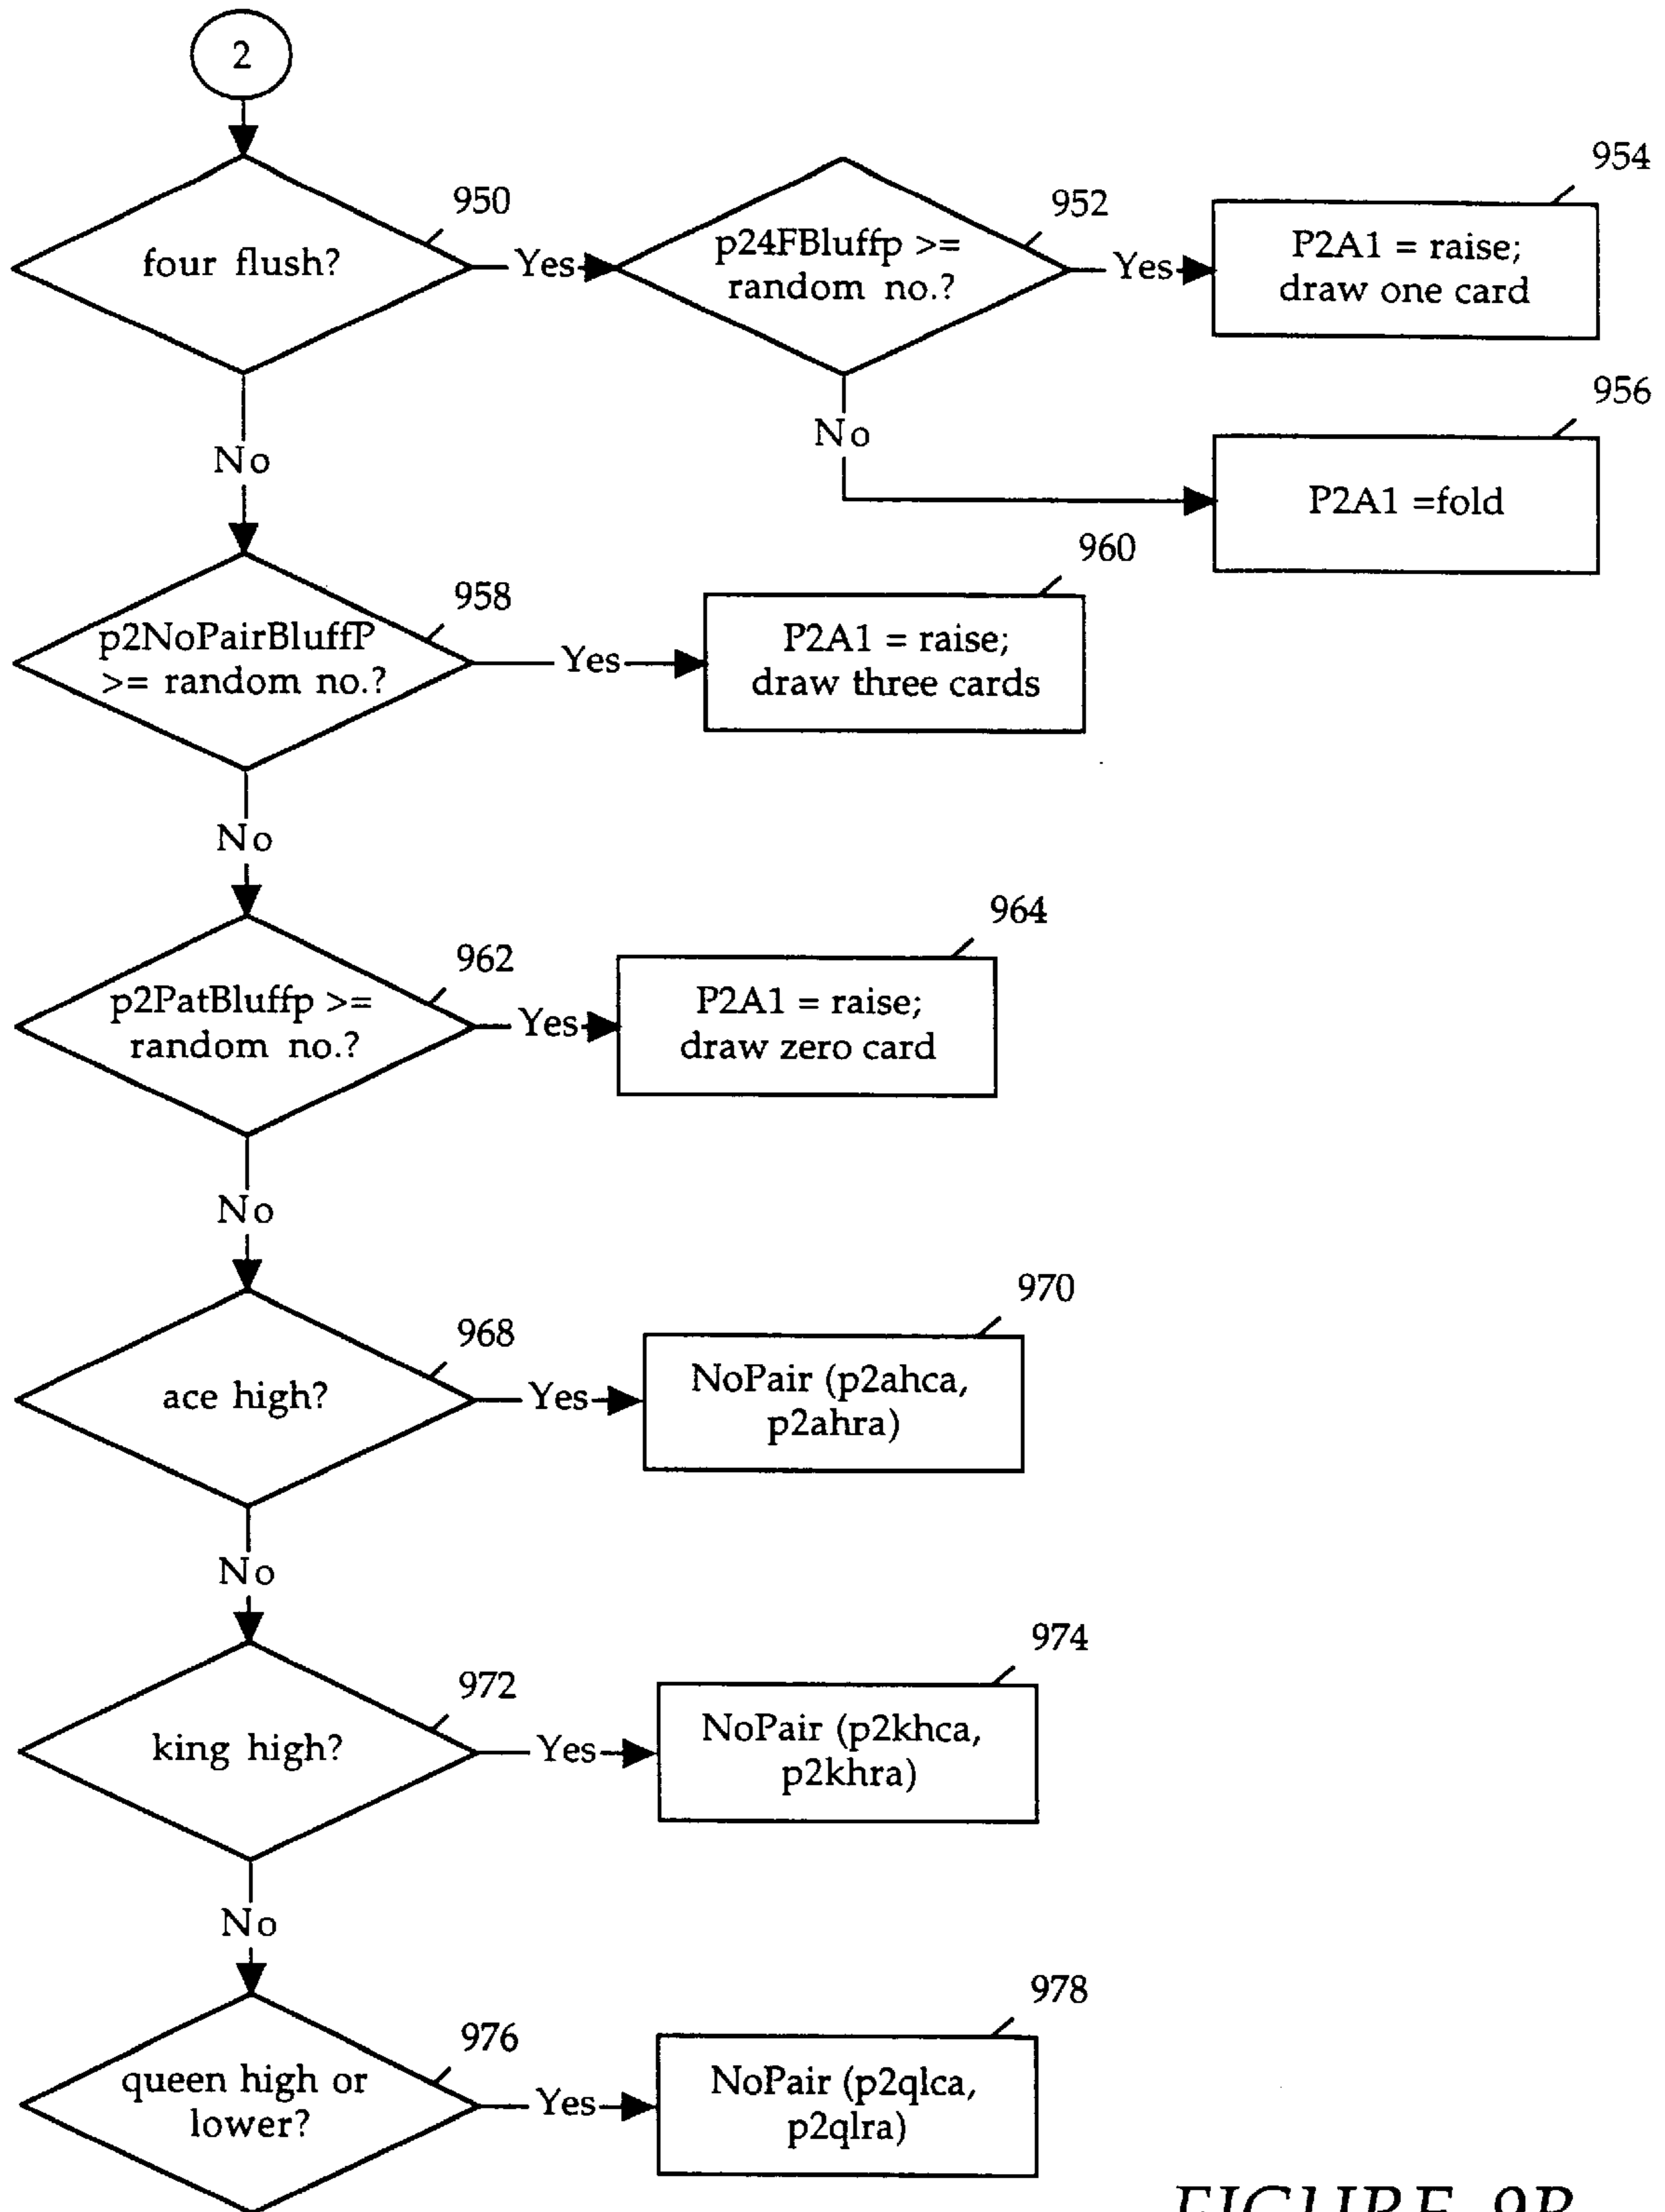 2
950
four flush?
Yes
952
p24FBluffp >=
random no.?
Yes
954
P2A1 = raise;
draw one card
No
956
P2A1 =fold
No
958
p2NoPairBluffP
>= random no.?
Yes
960
P2A1 = raise;
draw three cards
No
962
p2PatBluffp >=
random no.?
Yes
964
P2A1 = raise;
draw zero card
No
968
ace high?
Yes
970
NoPair (p2ahca,
p2ahra)
No
972
king high?
Yes
974
NoPair (p2khca,
p2khra)
No
976
queen high or
lower?
Yes
978
NoPair (p2qlca,
p2qlra)
FIGURE 9B